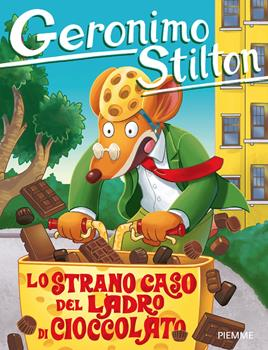 Geronimo
Stilton
LO STRANO CASO
DEL LADRO
DI CIOCCOLATO
PIEMME